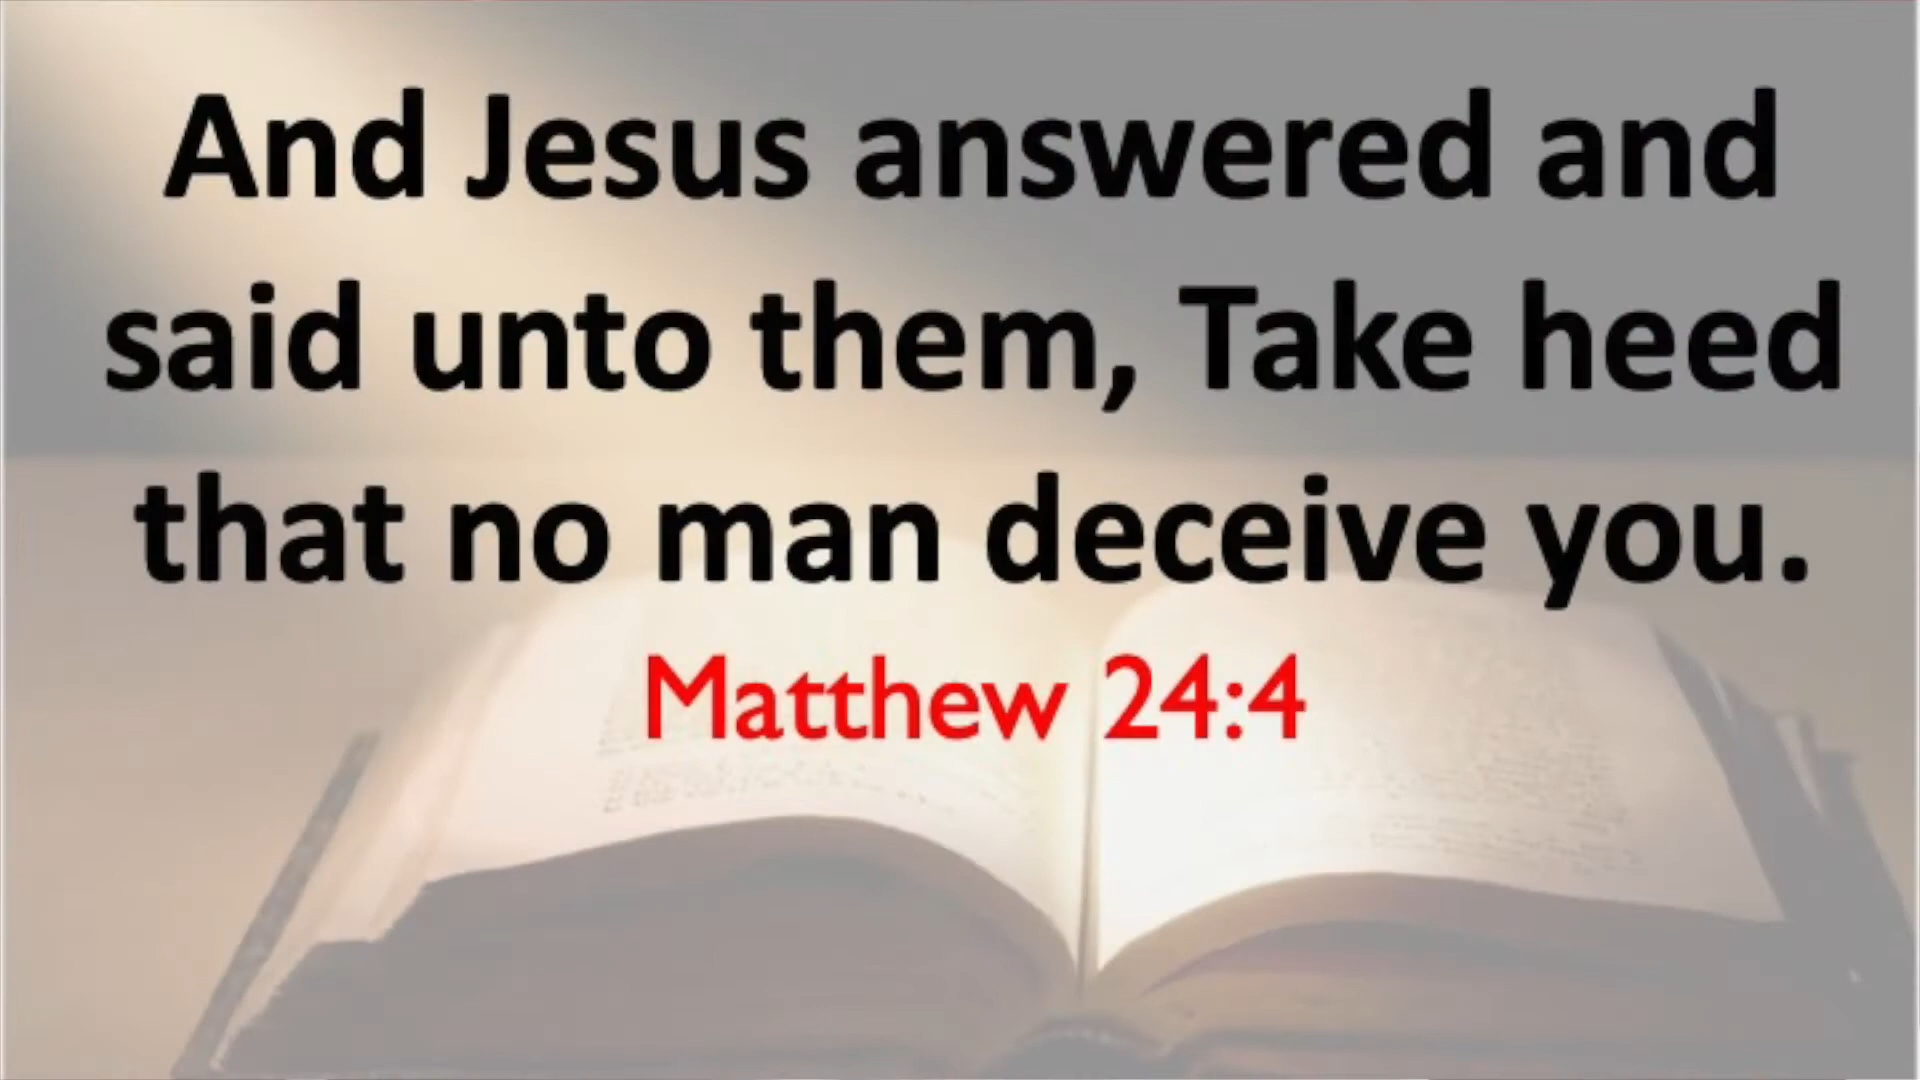 And Jesus answered and
said unto them, Take heed
that no man deceive you.
Matthew 24:4